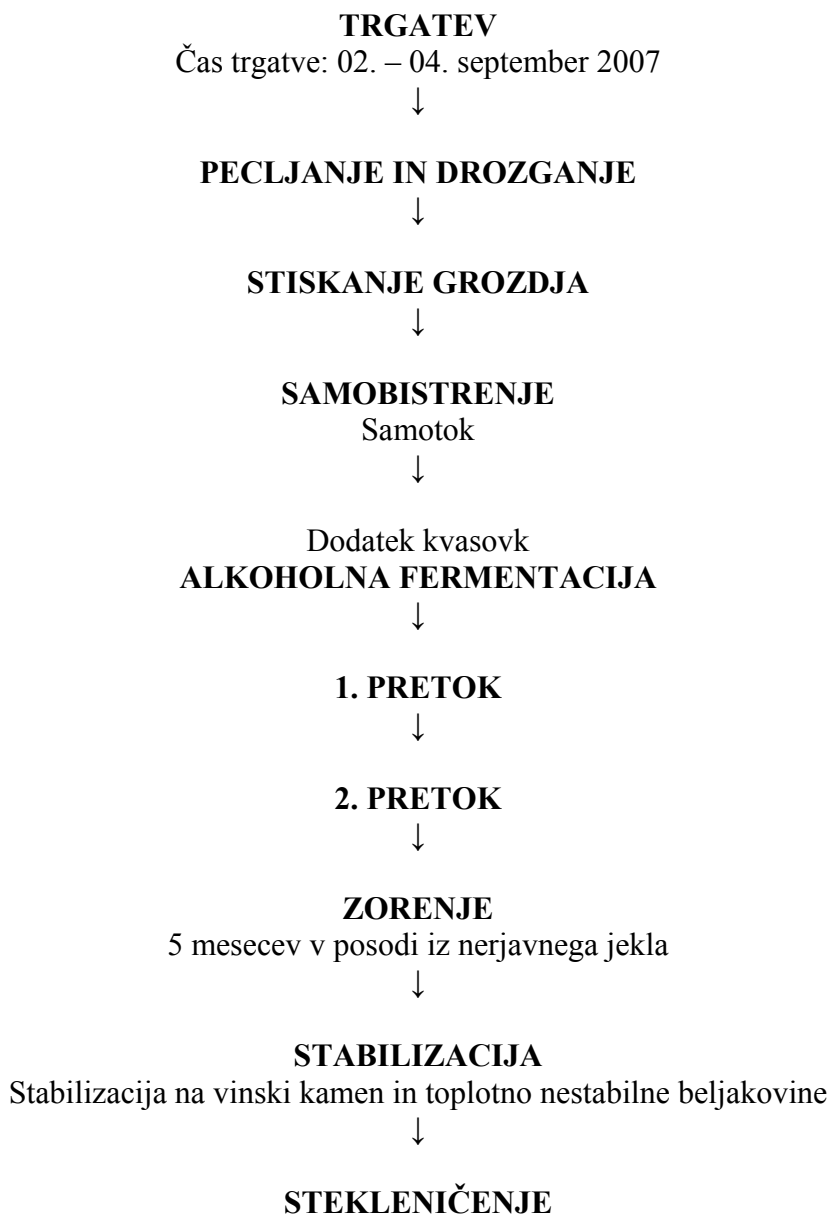 TRGATEV
Čas trgatve: 02. – 04. september 2007
↓
PECLJANJE IN DROZGANJE
↓
STISKANJE GROZDJA
↓
SAMOBISTRENJE
Samotok
↓
Dodatek kvasovk
ALKOHOLNA FERMENTACIJA
↓
1. PRETOK
↓
2. PRETOK
↓
ZORENJE
5 mesecev v posodi iz nerjavnega jekla
↓
STABILIZACIJA
Stabilizacija na vinski kamen in toplotno nestabilne beljakovine
↓
STEKLENIČENJE